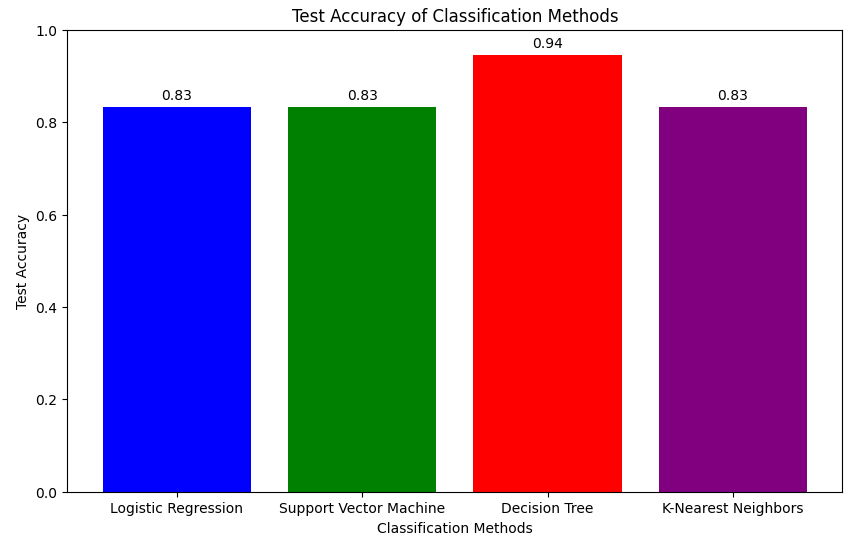 Test Accuracy of Classification Methods
1.0
0.94
0.83
0.83
0.83
0.8
0.6
0.4
0.2
0.0
Test Accuracy
Logistic Regression
Support Vector Machine
Decision Tree
K-Nearest Neighbors
Classification Methods